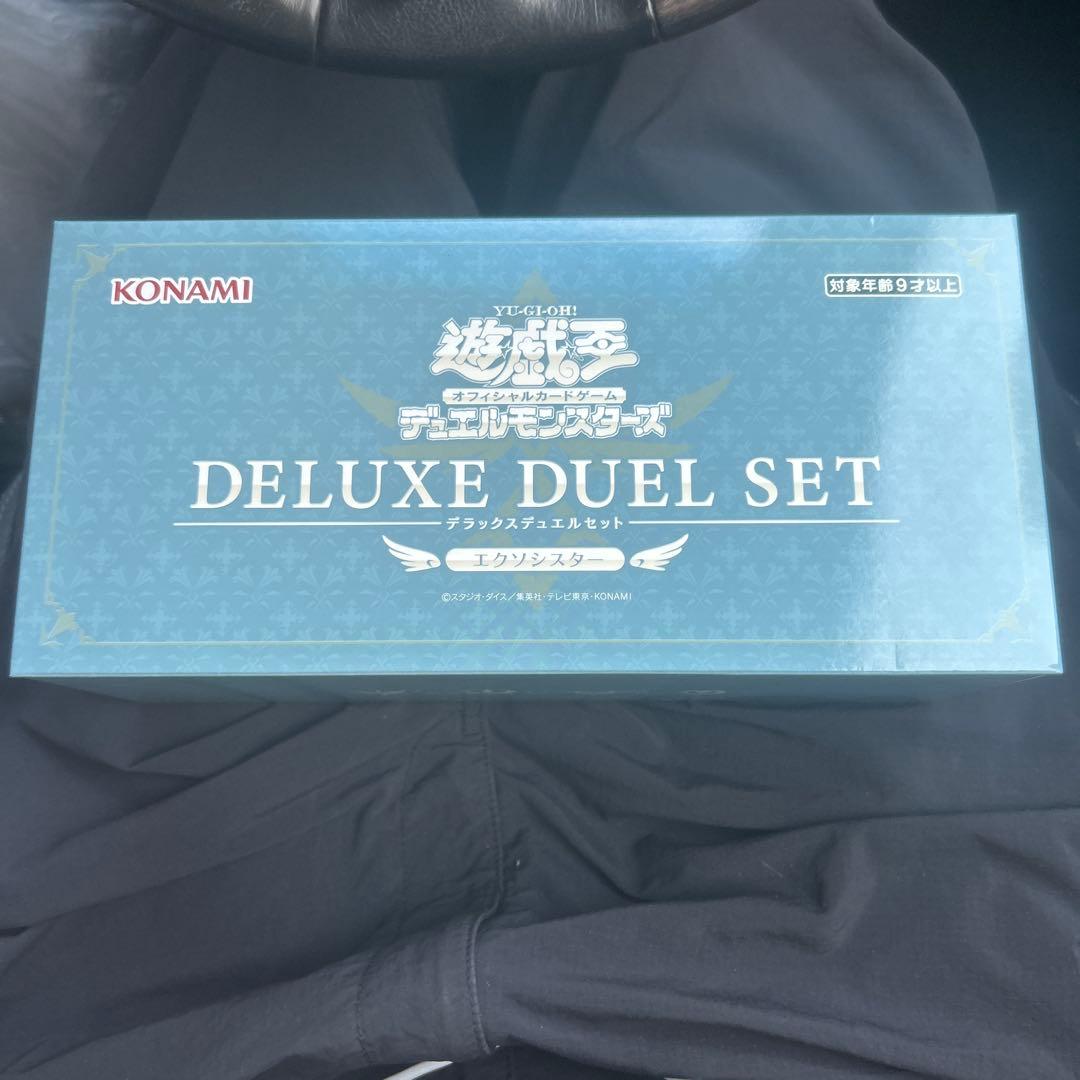 KONAMI
対象年齢9才以上
YU-GI-OH!
遊戯王
オフィシャルカードゲーム
デュエルモンスターズ
DELUXE DUEL SET
デラックスデュエルセット
エクソシスター
©スタジオ・ダイス／集英社・テレビ東京・KONAMI